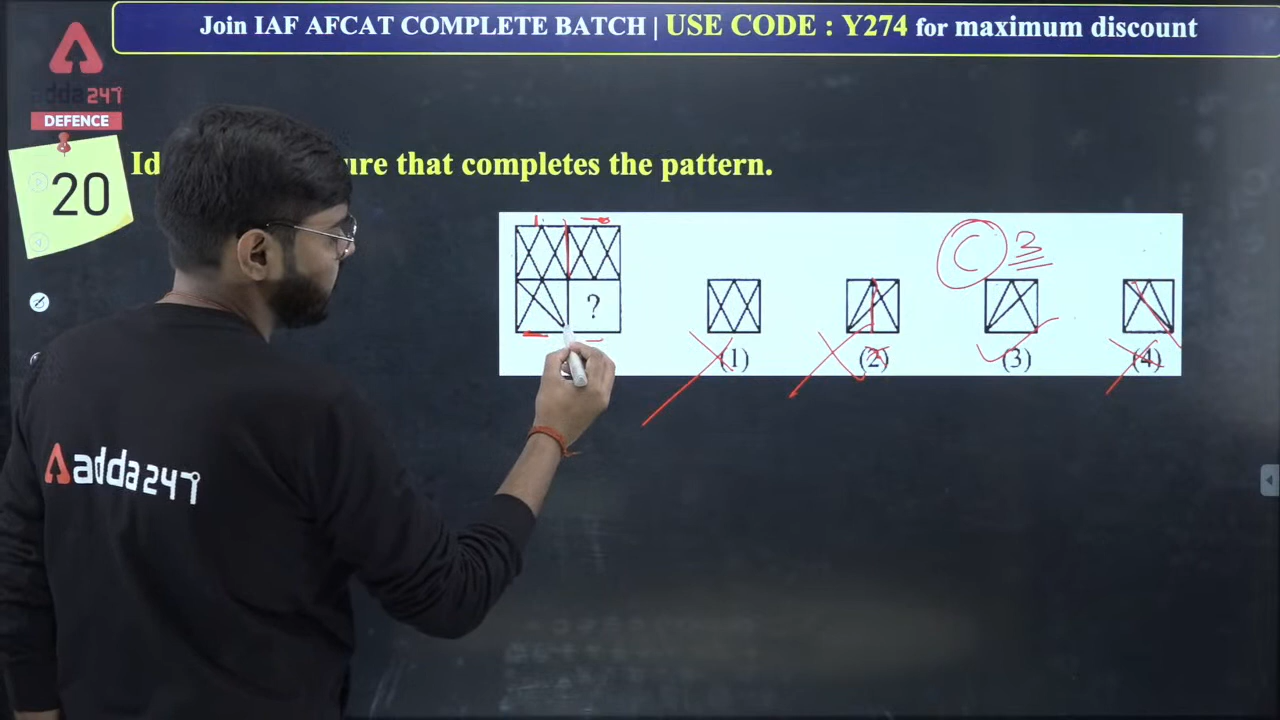 Join IAF AFCAT COMPLETE BATCH | USE CODE : Y274 for maximum discount
adda247
DEFENCE
20
Id ure that completes the pattern.
C 3
?
(1) (2) (3) (4)
adda247